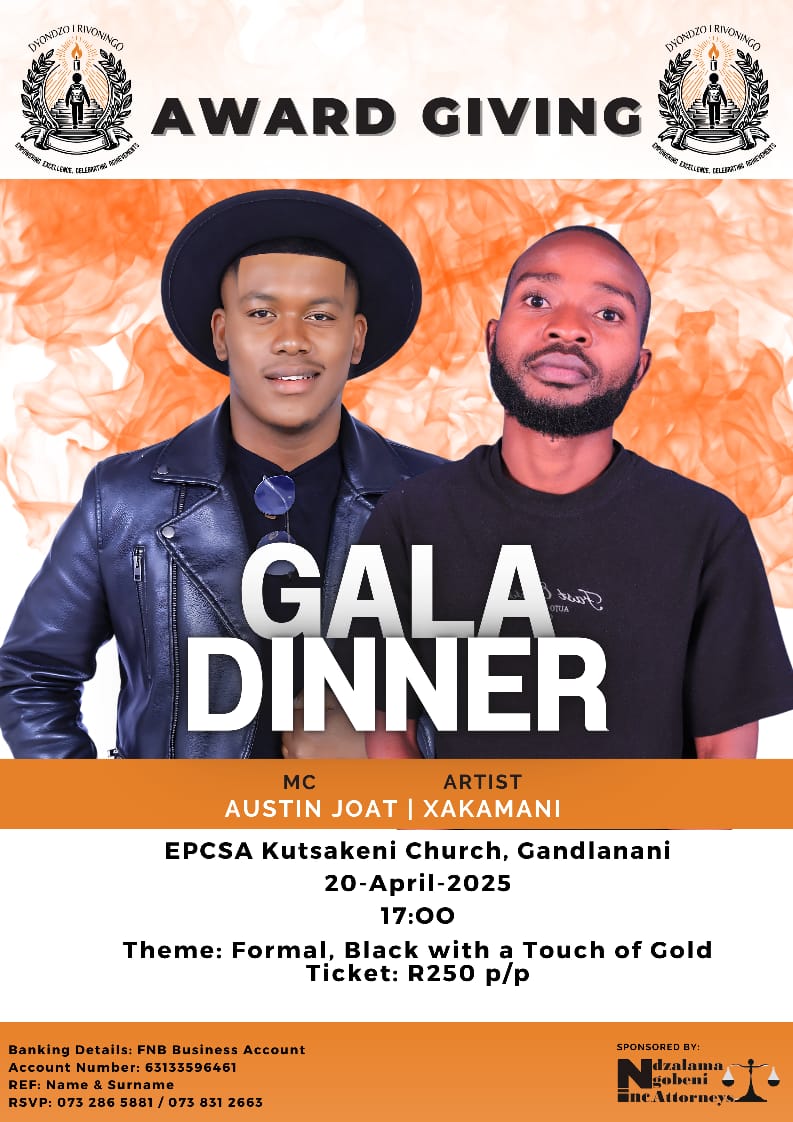 DYONDZO I RIVONINGO
EMPOWERING EXCELLENCE, CELEBRATING ACHIEVEMENTS
AWARD GIVING
DYONDZO I RIVONINGO
EMPOWERING EXCELLENCE, CELEBRATING ACHIEVEMENTS
Fast
AUTO
GALA
DINNER
MC ARTIST
AUSTIN JOAT | XAKAMANI
EPCSA Kutsakeni Church, Gandlanani
20-April-2025
17:OO
Theme: Formal, Black with a Touch of Gold
Ticket: R250 p/p
Banking Details: FNB Business Account
Account Number: 63133596461
REF: Name & Surname
RSVP: 073 286 5881 / 073 831 2663
SPONSORED BY:
Ndzalama
Ngobeni
inc Attorneys